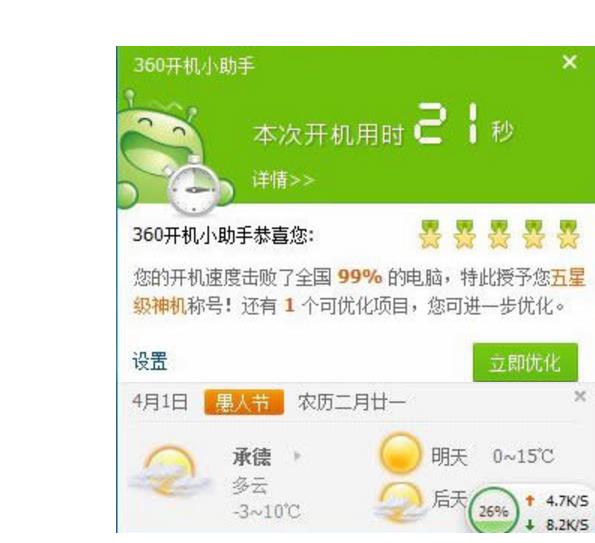 360开机小助手
本次开机用时 21 秒
详情>>
360开机小助手恭喜您:
您的开机速度击败了全国 99% 的电脑，特此授予您五星
级神机称号! 还有 1 个可优化项目，您可进一步优化。
设置
立即优化
4月1日 愚人节 农历二月廿一
承德
多云
-3~10℃
明天 0~15℃
后天
26%
4.7K/S
8.2K/S